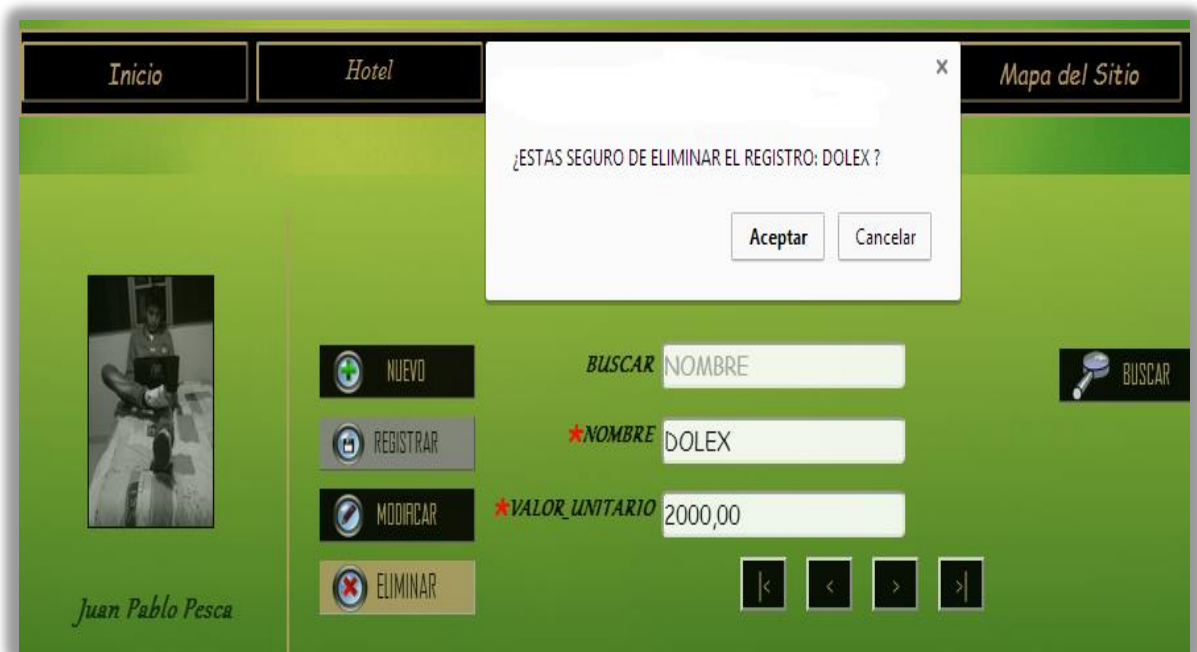 Inicio
Hotel
Mapa del Sitio
x
¿ESTAS SEGURO DE ELIMINAR EL REGISTRO: DOLEX ?
Aceptar
Cancelar
NUEVO
REGISTRAR
MODIFICAR
ELIMINAR
BUSCAR NOMBRE
BUSCAR
*NOMBRE DOLEX
*VALOR_UNITARIO 2000,00
|< < > >|
Juan Pablo Pesca